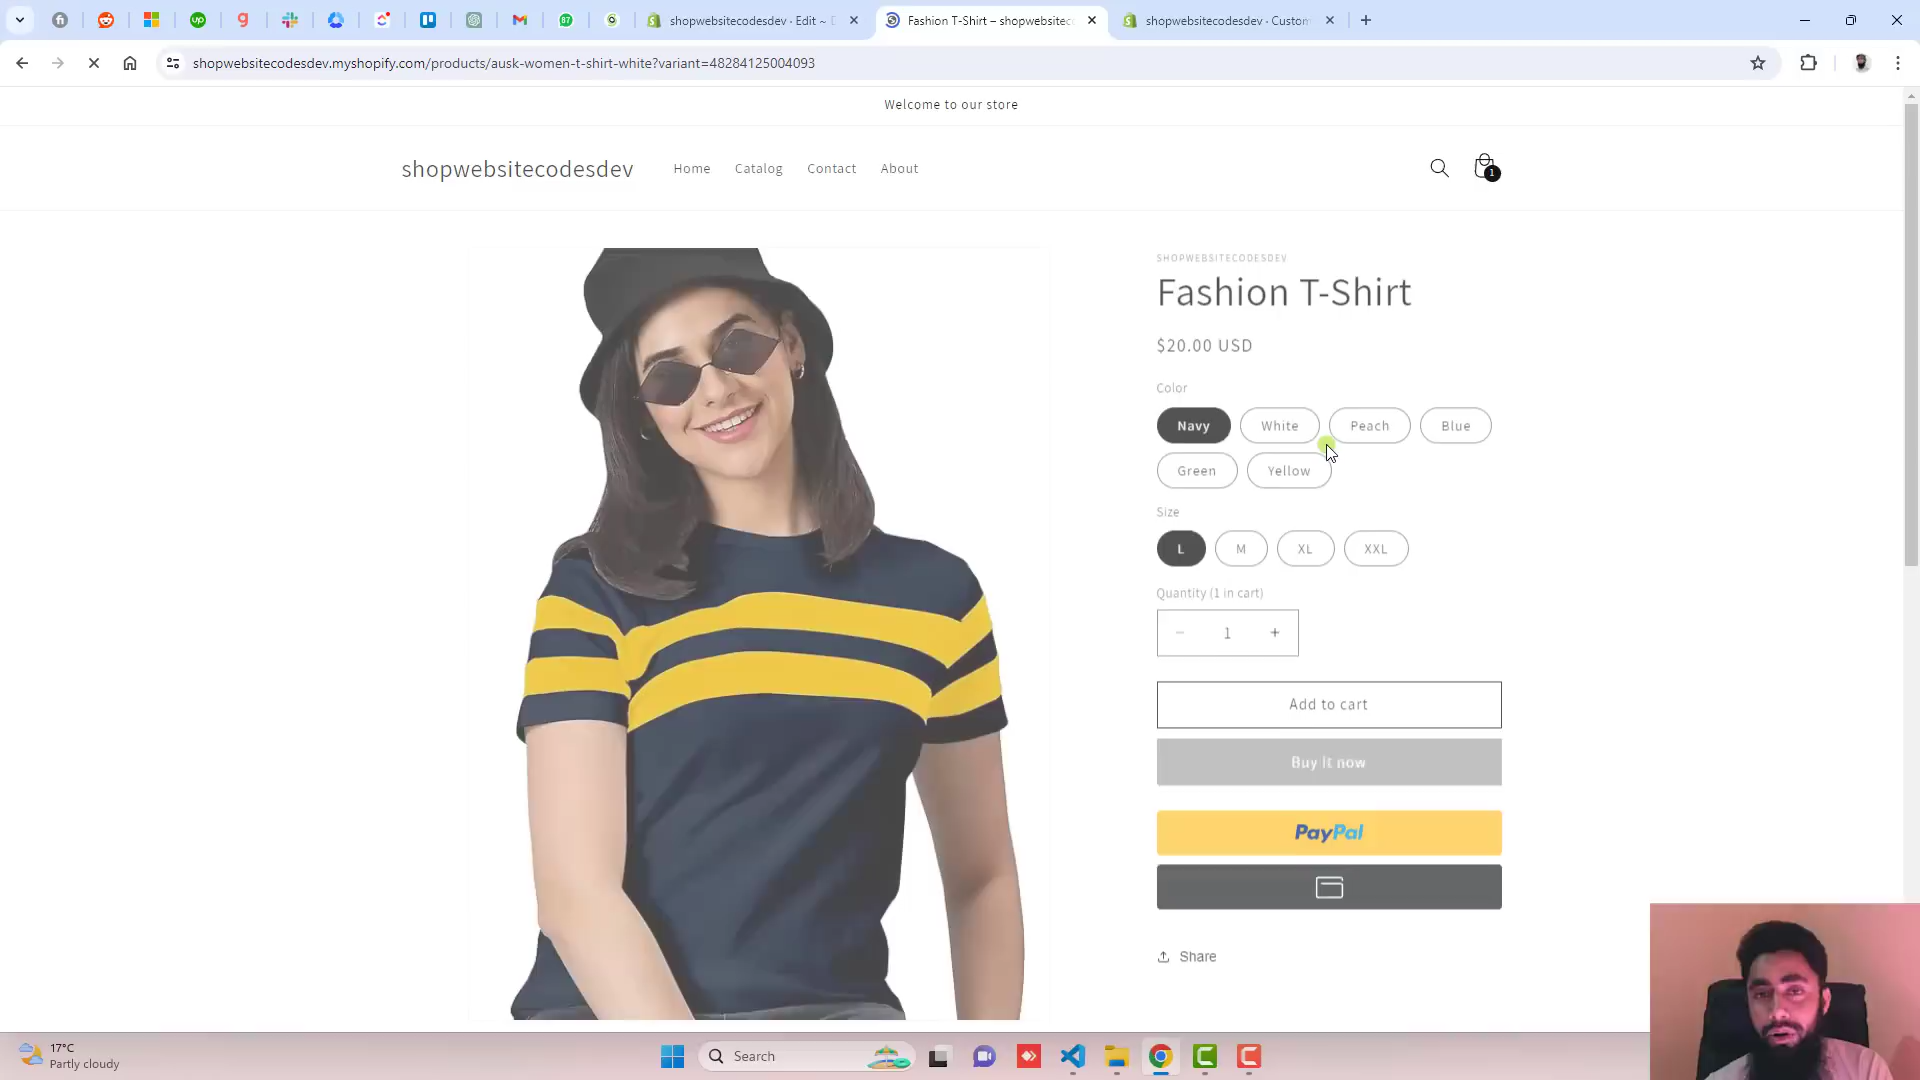 shopwebsitecodesdev · Edit ~ D
Fashion T-Shirt – shopwebsitec
shopwebsitecodesdev · Custom
shopwebsitecodesdev.myshopify.com/products/ausk-women-t-shirt-white?variant=48284125004093
Welcome to our store
shopwebsitecodesdev
Home
Catalog
Contact
About
1
SHOPWEBSITECODESDEV
Fashion T-Shirt
$20.00 USD
Color
Navy
White
Peach
Blue
Green
Yellow
Size
L
M
XL
XXL
Quantity (1 in cart)
1
Add to cart
Buy it now
PayPal
Share
17°C
Partly cloudy
Search